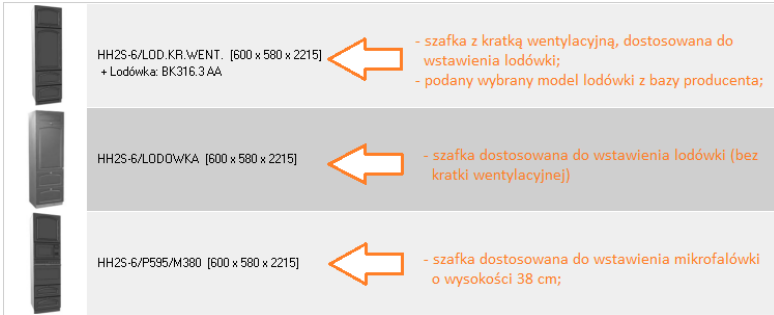 HH2S-6/LOD.KR.WENT. [600 x 580 x 2215]
+ Lodówka: BK316.3 AA
- szafka z kratką wentylacyjną, dostosowana do
wstawienia lodówki;
- podany wybrany model lodówki z bazy producenta;
HH2S-6/LODOWKA [600 x 580 x 2215]
- szafka dostosowana do wstawienia lodówki (bez
kratki wentylacyjnej)
HH2S-6/P595/M380 [600 x 580 x 2215]
- szafka dostosowana do wstawienia mikrofalówki
o wysokości 38 cm;